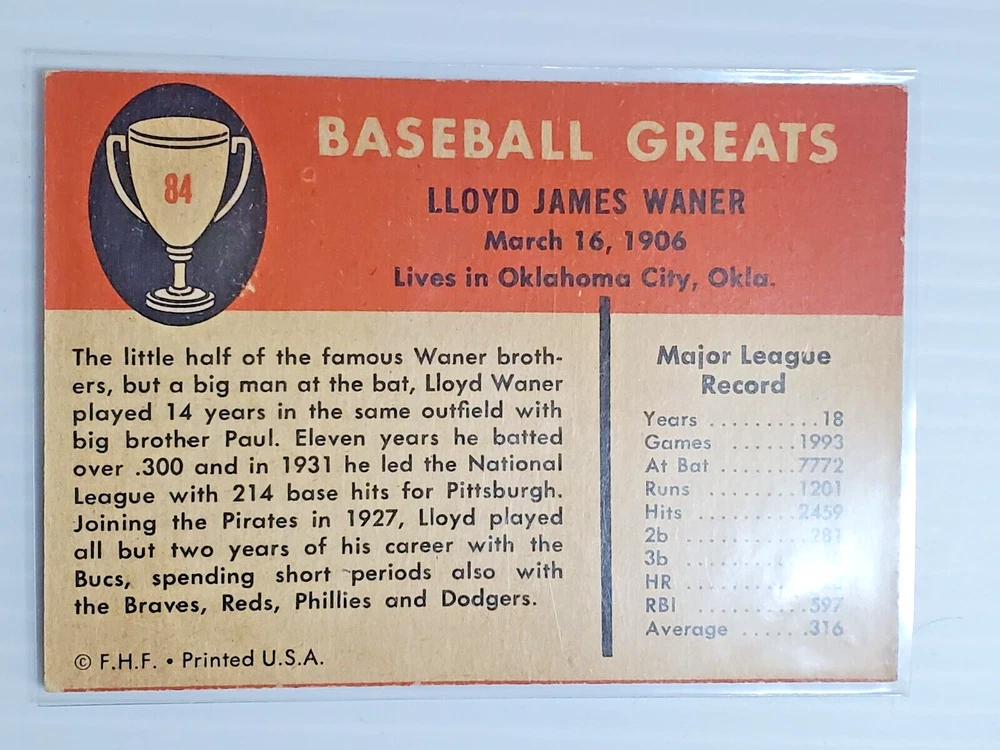 84
BASEBALL GREATS
LLOYD JAMES WANER
March 16, 1906
Lives in Oklahoma City, Okla.
The little half of the famous Waner broth-
ers, but a big man at the bat, Lloyd Waner
played 14 years in the same outfield with
big brother Paul. Eleven years he batted
over .300 and in 1931 he led the National
League with 214 base hits for Pittsburgh.
Joining the Pirates in 1927, Lloyd played
all but two years of his career with the
Bucs, spending short periods also with
the Braves, Reds, Phillies and Dodgers.
© F.H.F. • Printed U.S.A.
Major League
Record
Years ..........18
Games ......1993
At Bat .......7772
Runs ........1201
Hits .........2459
2b ...........281
3b
HR
RBI ..........597
Average ......316